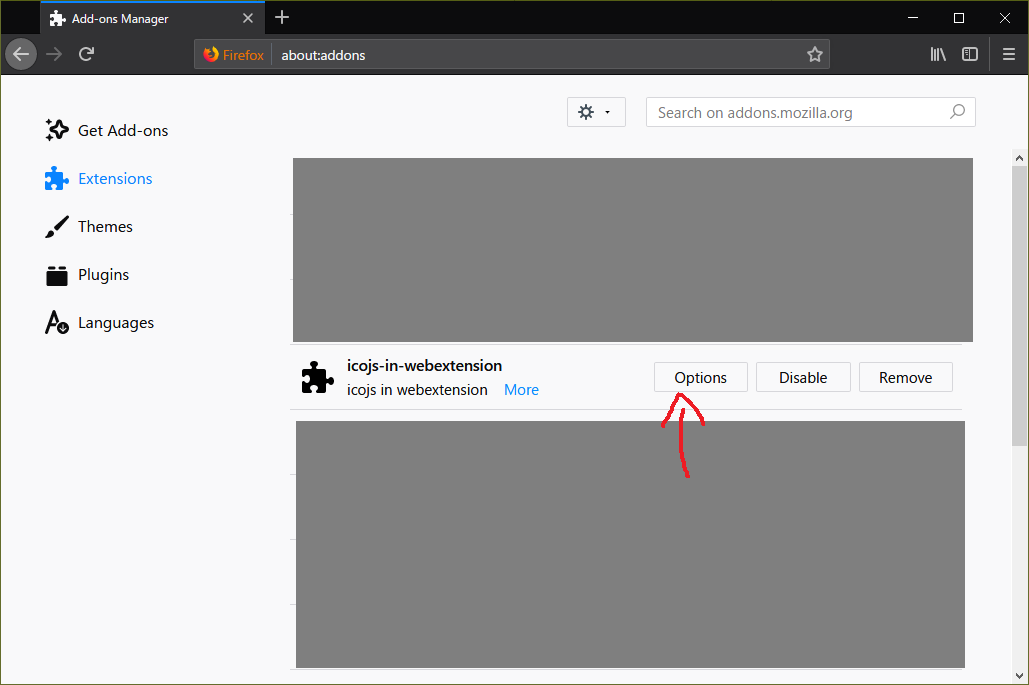 Add-ons Manager
Firefox about:addons
Search on addons.mozilla.org
Get Add-ons
Extensions
Themes
Plugins
Languages
icojs-in-webextension
icojs in webextension More
Options Disable Remove